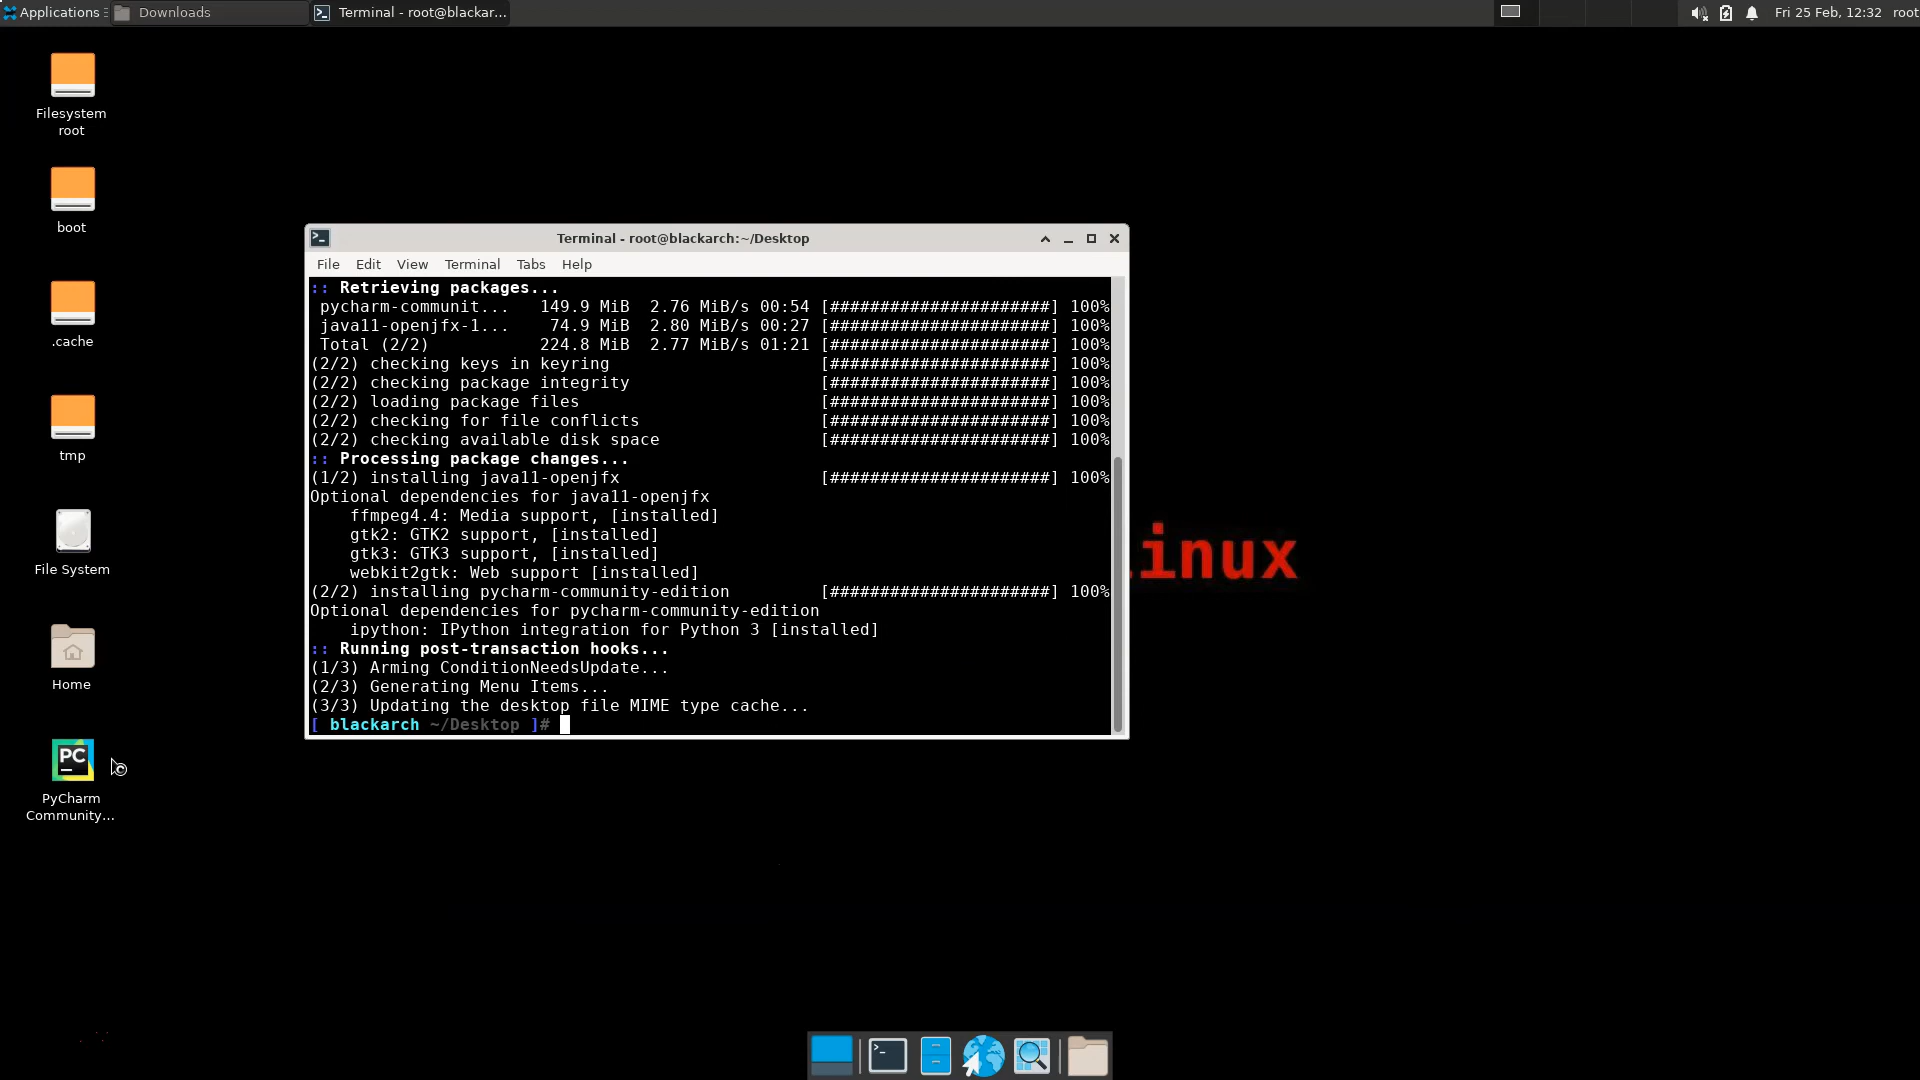 Applications
Downloads
Terminal - root@blackar...
Fri 25 Feb, 12:32
root
Filesystem
root
boot
.cache
tmp
File System
Home
PC
PyCharm
Community...
Terminal - root@blackarch:~/Desktop
File Edit View Terminal Tabs Help
:: Retrieving packages...
pycharm-communit... 149.9 MiB 2.76 MiB/s 00:54 [######################] 100%
java11-openjfx-1... 74.9 MiB 2.80 MiB/s 00:27 [######################] 100%
Total (2/2) 224.8 MiB 2.77 MiB/s 01:21 [######################] 100%
(2/2) checking keys in keyring [######################] 100%
(2/2) checking package integrity [######################] 100%
(2/2) loading package files [######################] 100%
(2/2) checking for file conflicts [######################] 100%
(2/2) checking available disk space [######################] 100%
:: Processing package changes...
(1/2) installing java11-openjfx [######################] 100%
Optional dependencies for java11-openjfx
ffmpeg4.4: Media support, [installed]
gtk2: GTK2 support, [installed]
gtk3: GTK3 support, [installed]
webkit2gtk: Web support [installed]
(2/2) installing pycharm-community-edition [######################] 100%
Optional dependencies for pycharm-community-edition
ipython: IPython integration for Python 3 [installed]
:: Running post-transaction hooks...
(1/3) Arming ConditionNeedsUpdate...
(2/3) Generating Menu Items...
(3/3) Updating the desktop file MIME type cache...
[ blackarch ~/Desktop ]#
inux